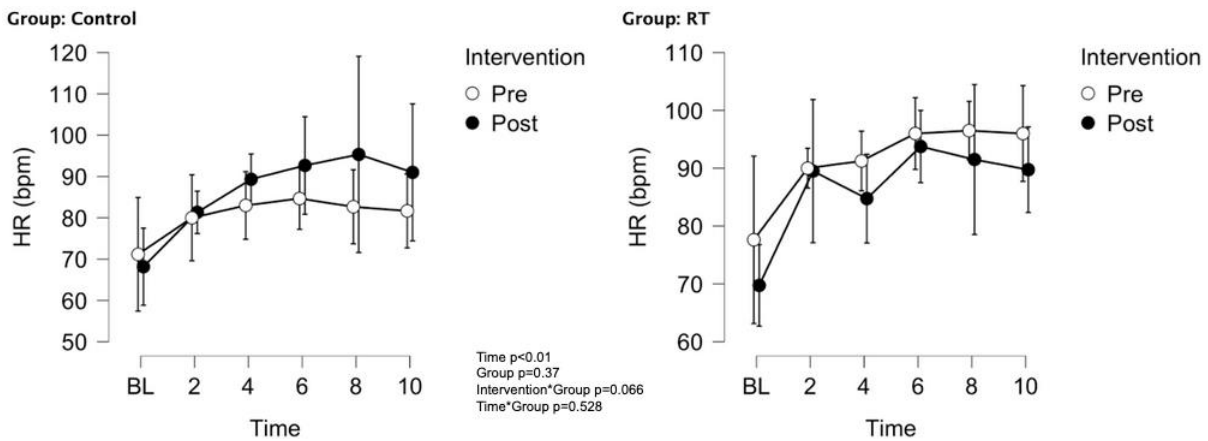 Group: Control
120
110
100
90
80
70
60
50
HR (bpm)
BL 2 4 6 8 10
Time
Intervention
Pre
Post
Time p<0.01
Group p=0.37
Intervention*Group p=0.066
Time*Group p=0.528
Group: RT
110
100
90
80
70
60
HR (bpm)
BL 2 4 6 8 10
Time
Intervention
Pre
Post